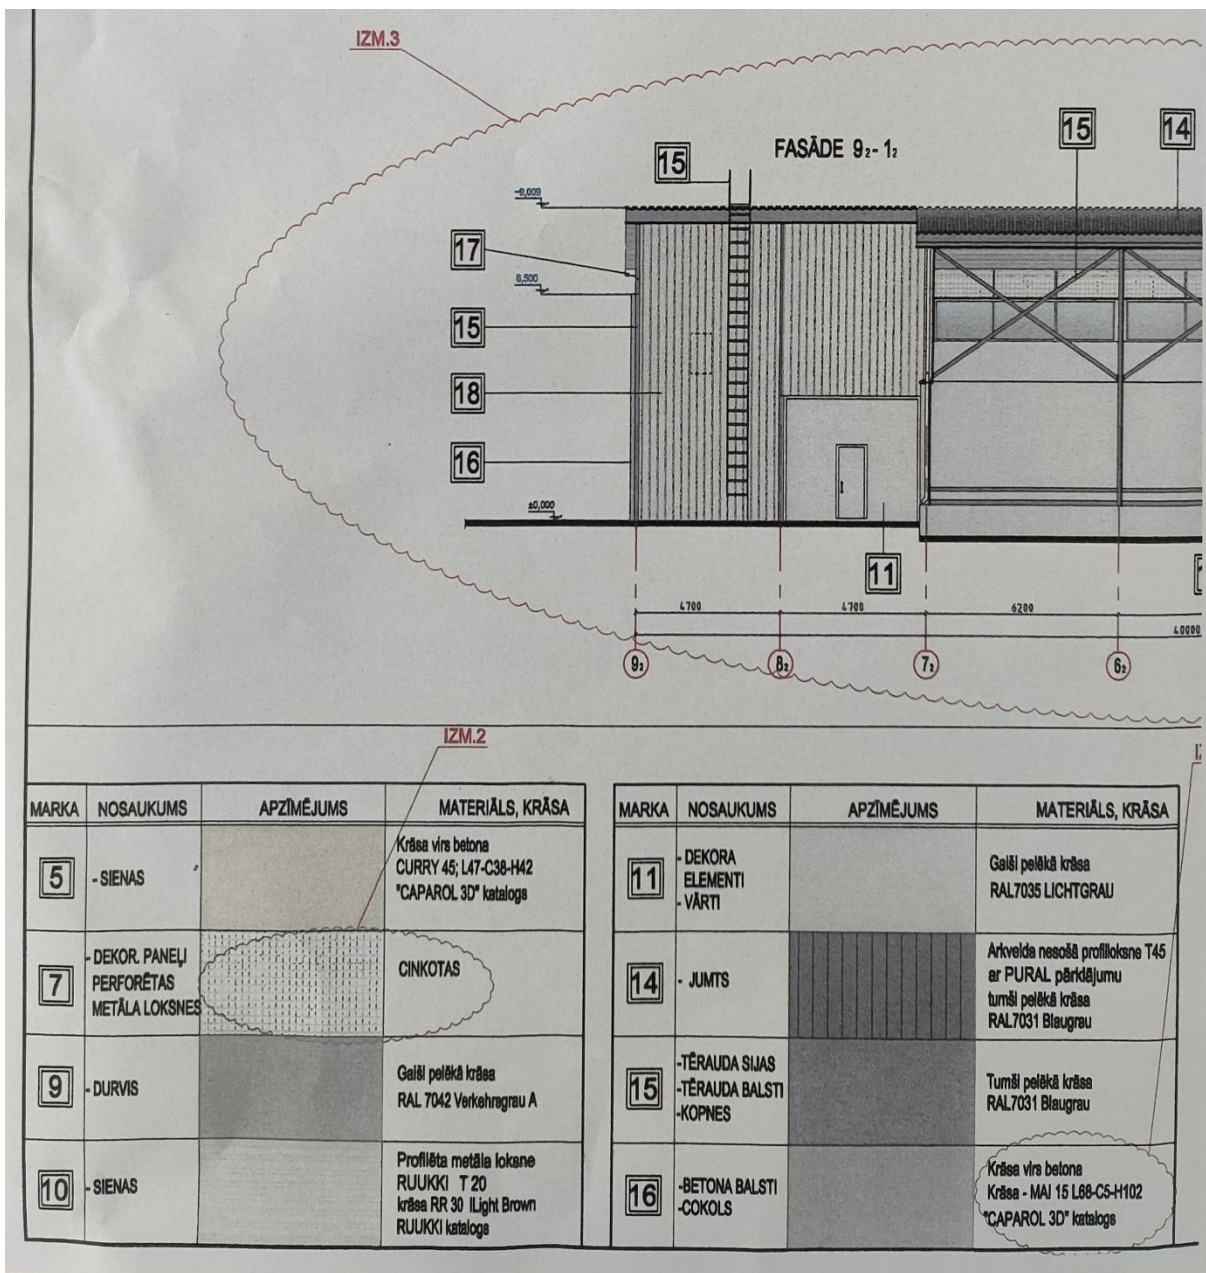 IZM.3
FASĀDE 9₂- 1₂
15
15
14
17
6,500
15
18
16
±0,000
11
4700
4700
6200
40000
9₂
8₂
7₂
6₂
IZM.2
MARKA NOSAUKUMS APZĪMĒJUMS MATERIĀLS, KRĀSA
5
- SIENAS
Krāsa virs betona
CURRY 45; L47-C38-H42
"CAPAROL 3D" katalogs
7
- DEKOR. PANEĻI
PERFORĒTAS
METĀLA LOKSNES
CINKOTAS
9
- DURVIS
Gaiši pelēkā krāsa
RAL 7042 Verkehrsgrau A
10
- SIENAS
Profilēta metāla loksne
RUUKKI T 20
krāsa RR 30 lLight Brown
RUUKKI katalogs
MARKA NOSAUKUMS APZĪMĒJUMS MATERIĀLS, KRĀSA
11
- DEKORA
ELEMENTI
- VĀRTI
Gaiši pelēkā krāsa
RAL7035 LICHTGRAU
14
- JUMTS
Arkveida nesošā profilloksne T45
ar PURAL pārklājumu
tumši pelēkā krāsa
RAL7031 Blaugrau
15
-TĒRAUDA SIJAS
-TĒRAUDA BALSTI
-KOPNES
Tumši pelēkā krāsa
RAL7031 Blaugrau
16
-BETONA BALSTI
-COKOLS
Krāsa virs betona
Krāsa - MAI 15 L68-C5-H102
"CAPAROL 3D" katalogs